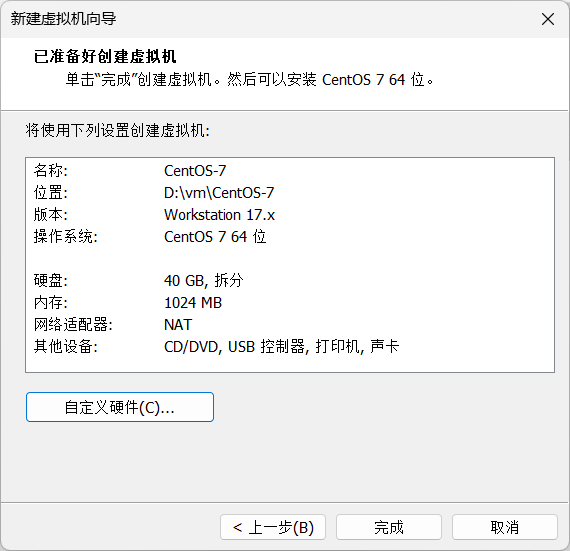 新建虚拟机向导
已准备好创建虚拟机
单击“完成”创建虚拟机。然后可以安装 CentOS 7 64 位。
将使用下列设置创建虚拟机:
名称: CentOS-7
位置: D:\vm\CentOS-7
版本: Workstation 17.x
操作系统: CentOS 7 64 位
硬盘: 40 GB, 拆分
内存: 1024 MB
网络适配器: NAT
其他设备: CD/DVD, USB 控制器, 打印机, 声卡
自定义硬件(C)...
< 上一步(B) 完成 取消